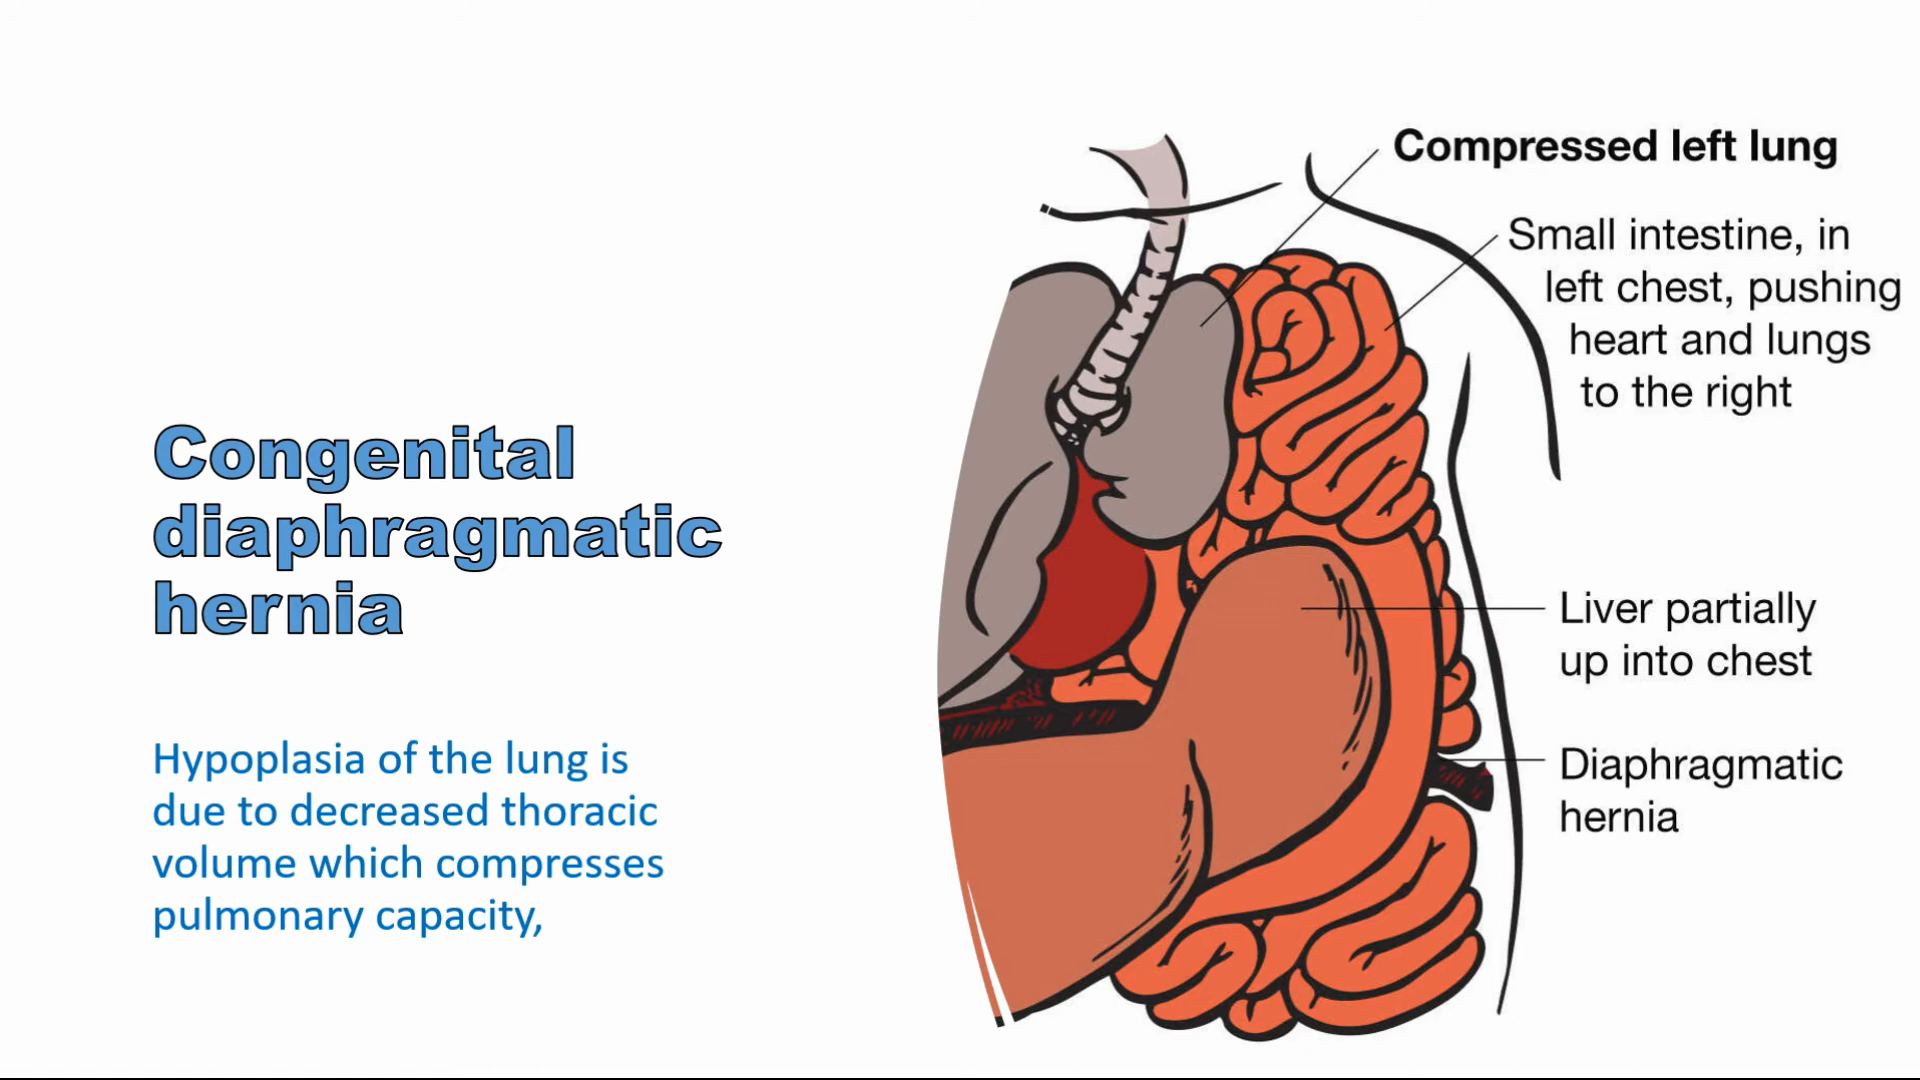 Congenital
diaphragmatic
hernia
Hypoplasia of the lung is
due to decreased thoracic
volume which compresses
pulmonary capacity,
Compressed left lung
Small intestine, in
left chest, pushing
heart and lungs
to the right
Liver partially
up into chest
Diaphragmatic
hernia